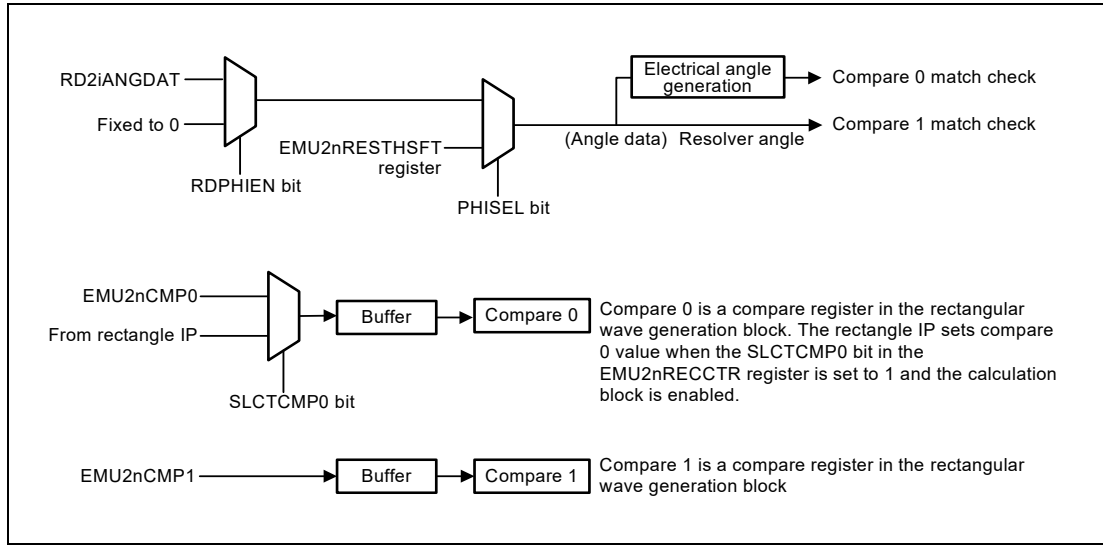 RD2iANGDAT
Fixed to 0
RDPHIEN bit
EMU2nRESTHSFT
register
PHISEL bit
Electrical angle
generation
(Angle data) Resolver angle
Compare 0 match check
Compare 1 match check
EMU2nCMP0
From rectangle IP
SLCTCMP0 bit
Buffer
Compare 0
Compare 0 is a compare register in the rectangular
wave generation block. The rectangle IP sets compare
0 value when the SLCTCMP0 bit in the
EMU2nRECCTR register is set to 1 and the calculation
block is enabled.
EMU2nCMP1
Buffer
Compare 1
Compare 1 is a compare register in the rectangular
wave generation block